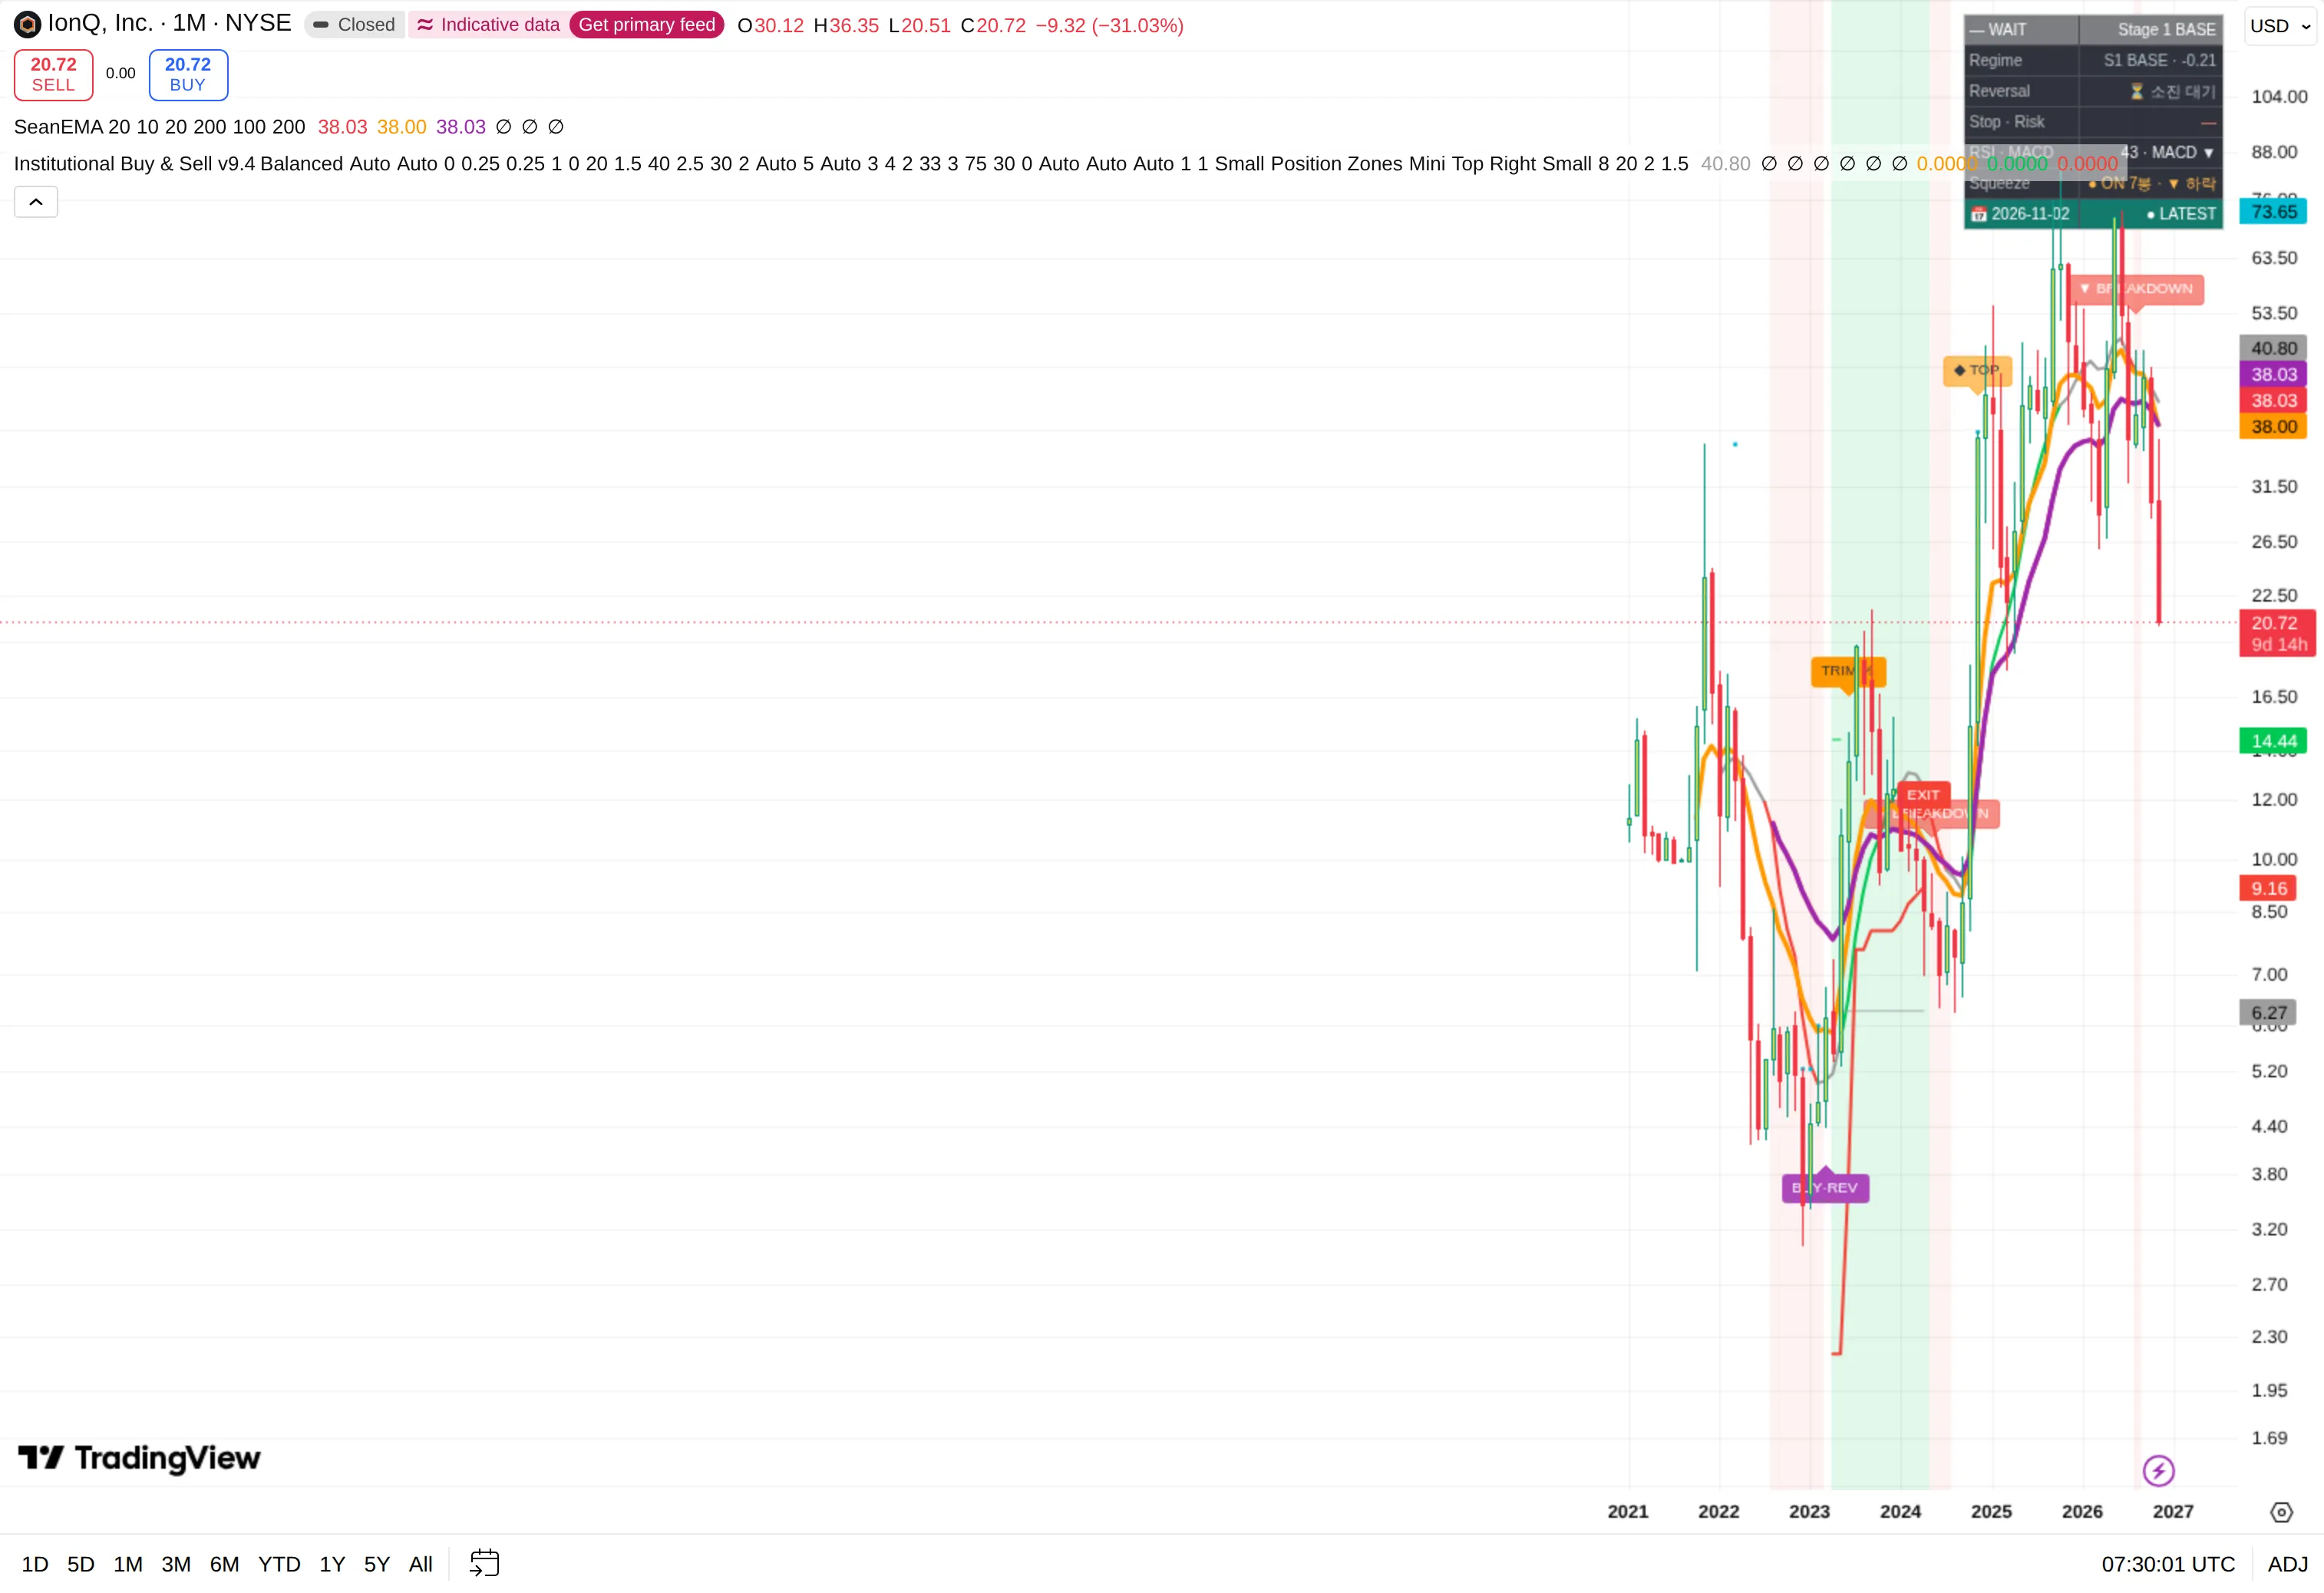 IonQ, Inc. · 1M · NYSE Closed Indicative data Get primary feed O30.12 H36.35 L20.51 C20.72 −9.32 (−31.03%)
20.72 SELL
0.00
20.72 BUY
SeanEMA 20 10 20 200 100 200 38.03 38.00 38.03 ∅ ∅ ∅
Institutional Buy & Sell v9.4 Balanced Auto Auto 0 0.25 0.25 1 0 20 1.5 40 2.5 30 2 Auto 5 Auto 3 4 2 33 3 75 30 0 Auto Auto Auto 1 1 Small Position Zones Mini Top Right Small 8 20 2 1.5 40.80 ∅ ∅ ∅ ∅ ∅ ∅ 0.0000 0.0000 0.0000
— WAIT Stage 1 BASE
Regime S1 BASE · -0.21
Reversal ⏳ 소진 대기
Stop · Risk —
RSI · MACD 43 · MACD ▼
Squeeze ● ON 7봉 · ▼ 하락
📅 2026-11-02 ● LATEST
USD
104.00
88.00
73.65
63.50
53.50
40.80
38.03
38.03
38.00
31.50
26.50
22.50
20.72
9d 14h
16.50
14.44
12.00
10.00
9.16
8.50
7.00
6.27
6.00
5.20
4.40
3.80
3.20
2.70
2.30
1.95
1.69
▼ BREAKDOWN
◆ TOP
TRIM
EXIT
BREAKDOWN
BUY-REV
TradingView
2021 2022 2023 2024 2025 2026 2027
1D 5D 1M 3M 6M YTD 1Y 5Y All
07:30:01 UTC ADJ